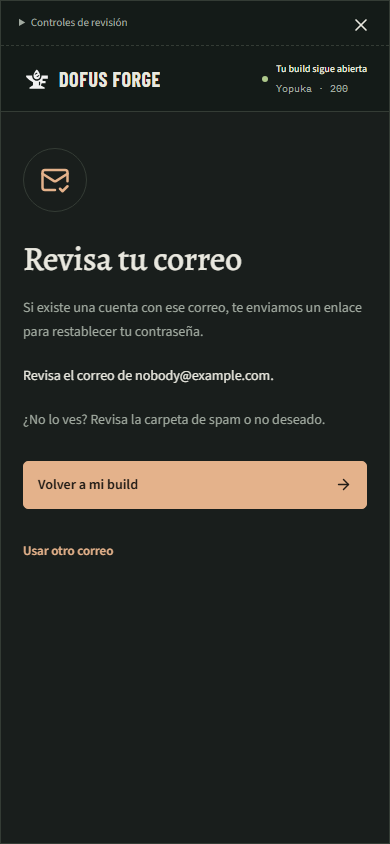 Controles de revisión
DOFUS FORGE
Tu build sigue abierta
Yopuka · 200
Revisa tu correo
Si existe una cuenta con ese correo, te enviamos un enlace
para restablecer tu contraseña.
Revisa el correo de nobody@example.com.
¿No lo ves? Revisa la carpeta de spam o no deseado.
Volver a mi build
Usar otro correo